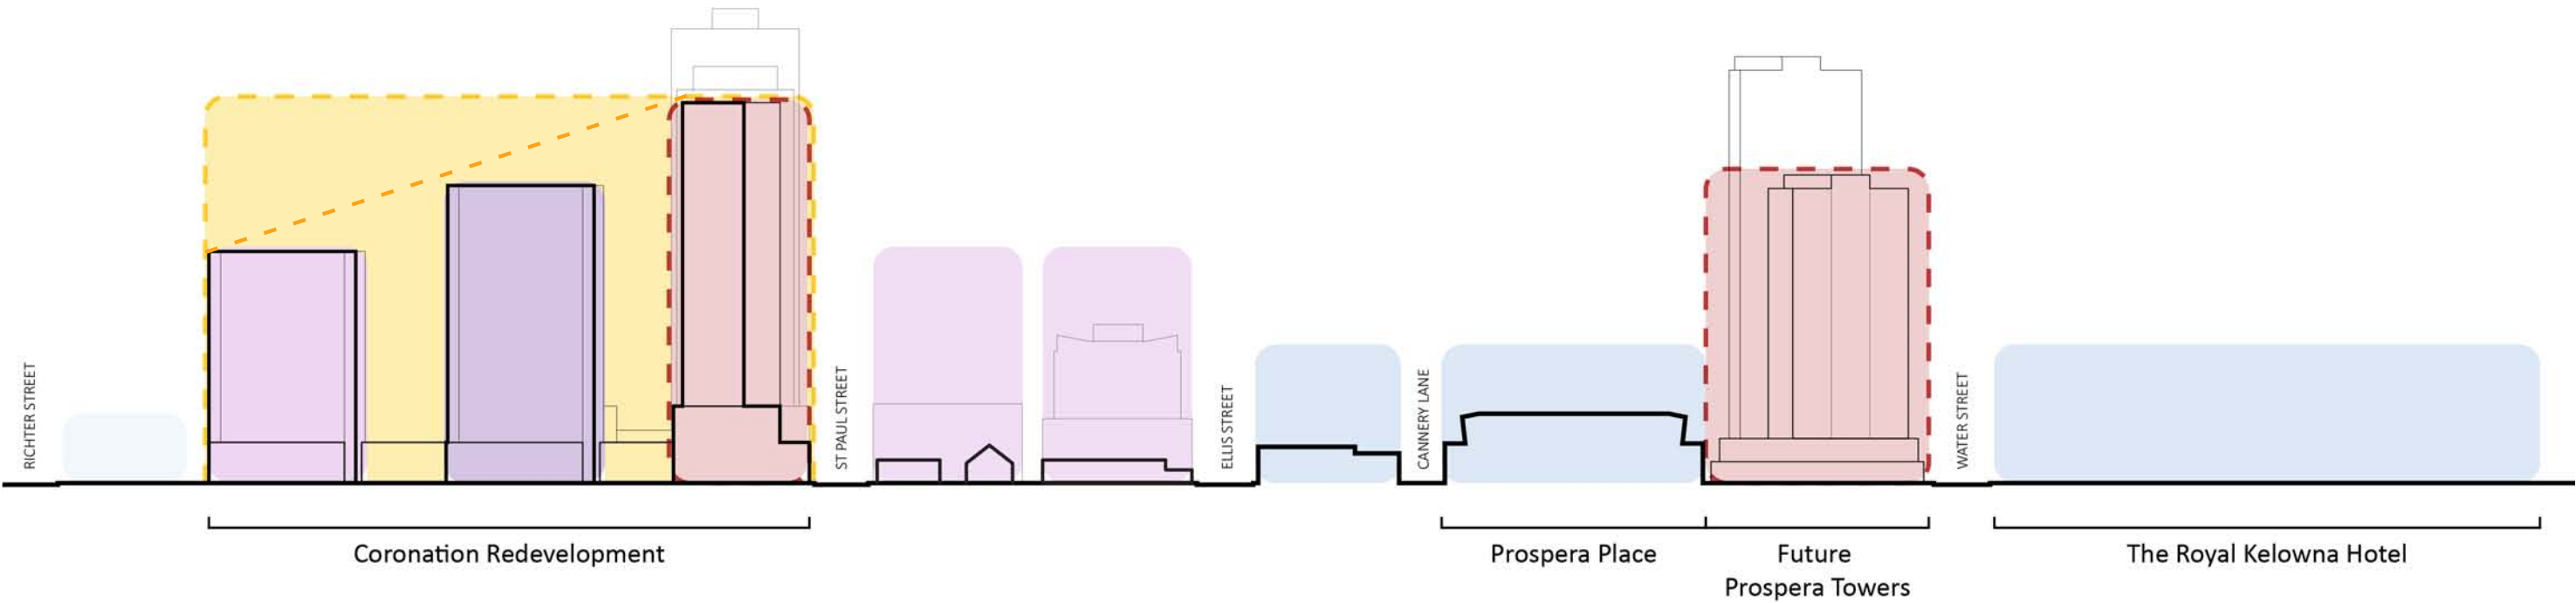 RICHTER STREET
ST PAUL STREET
ELLIS STREET
CANNERY LANE
WATER STREET
Coronation Redevelopment
Prospera Place
Future
Prospera Towers
The Royal Kelowna Hotel